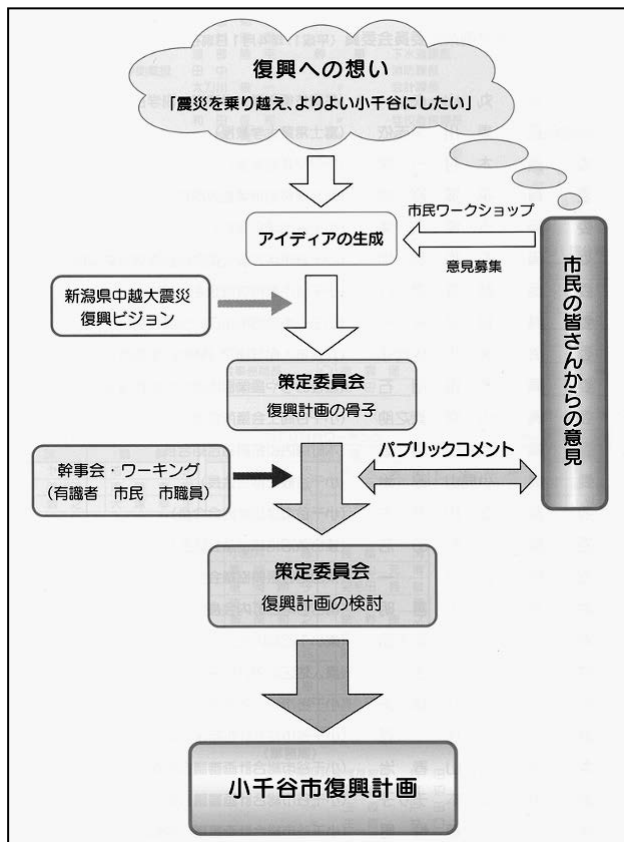 復興への想い
「震災を乗り越え、よりよい小千谷にしたい」
市民ワークショップ
アイディアの生成
意見募集
市民の皆さんからの意見
新潟県中越大震災
復興ビジョン
策定委員会
復興計画の骨子
パブリックコメント
幹事会・ワーキング
(有識者 市民 市職員)
策定委員会
復興計画の検討
小千谷市復興計画